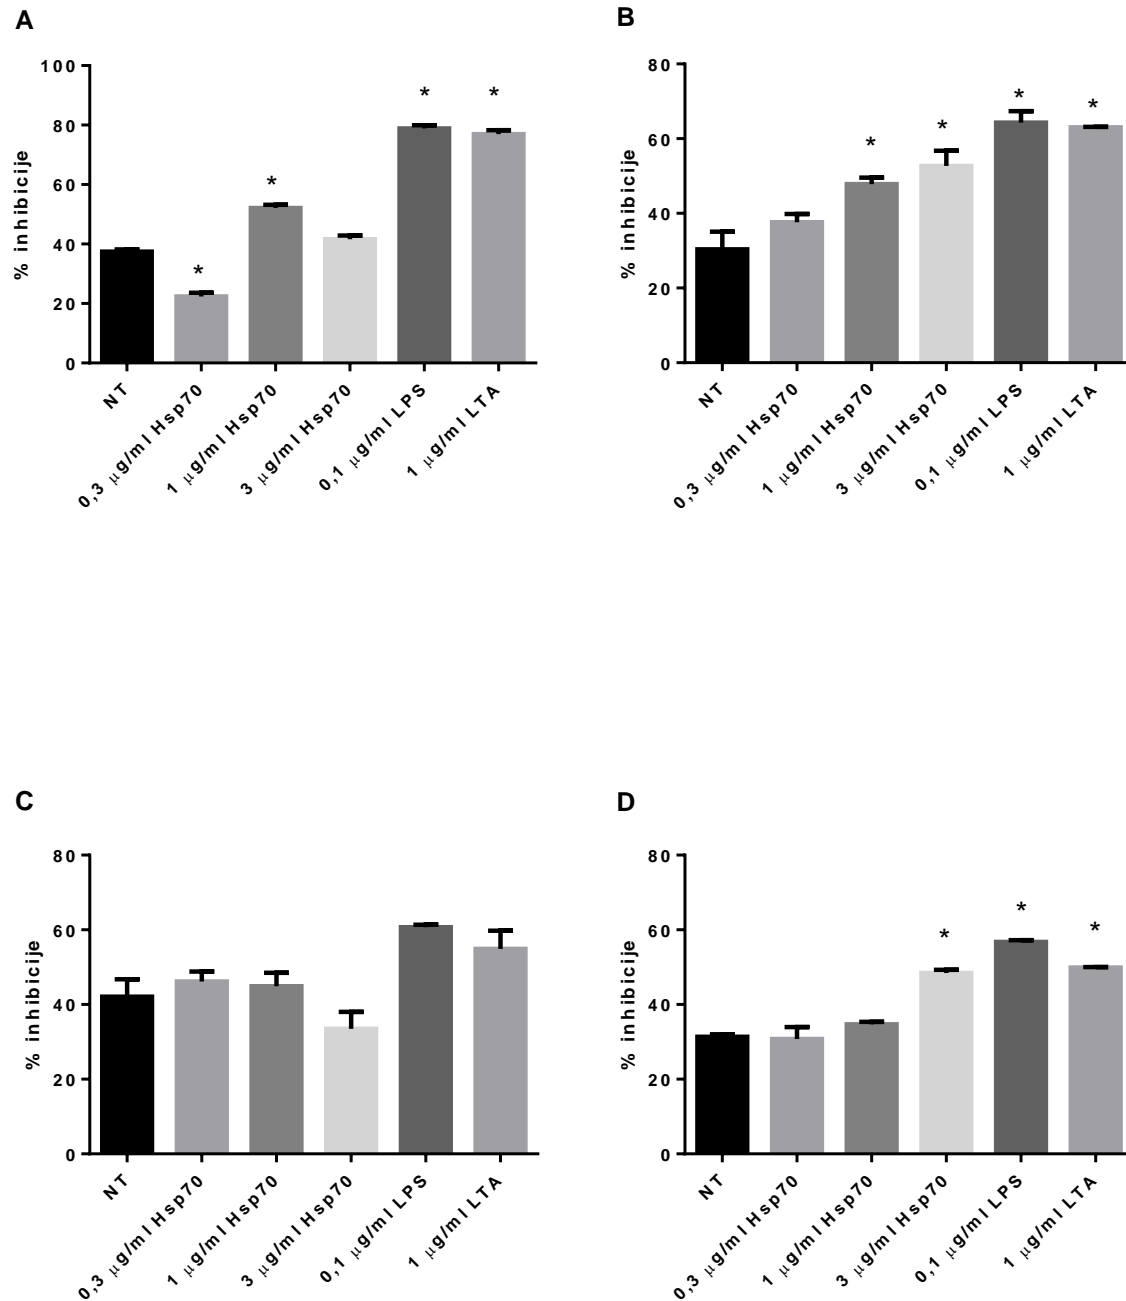 A
% inhibicije
100
80
60
40
20
0
*
*
*
*
NT
0,3 µg/ml Hsp70
1 µg/ml Hsp70
3 µg/ml Hsp70
0,1 µg/ml LPS
1 µg/ml LTA
B
% inhibicije
80
60
40
20
0
*
*
*
*
NT
0,3 µg/ml Hsp70
1 µg/ml Hsp70
3 µg/ml Hsp70
0,1 µg/ml LPS
1 µg/ml LTA
C
% inhibicije
80
60
40
20
0
NT
0,3 µg/ml Hsp70
1 µg/ml Hsp70
3 µg/ml Hsp70
0,1 µg/ml LPS
1 µg/ml LTA
D
% inhibicije
80
60
40
20
0
*
*
*
NT
0,3 µg/ml Hsp70
1 µg/ml Hsp70
3 µg/ml Hsp70
0,1 µg/ml LPS
1 µg/ml LTA